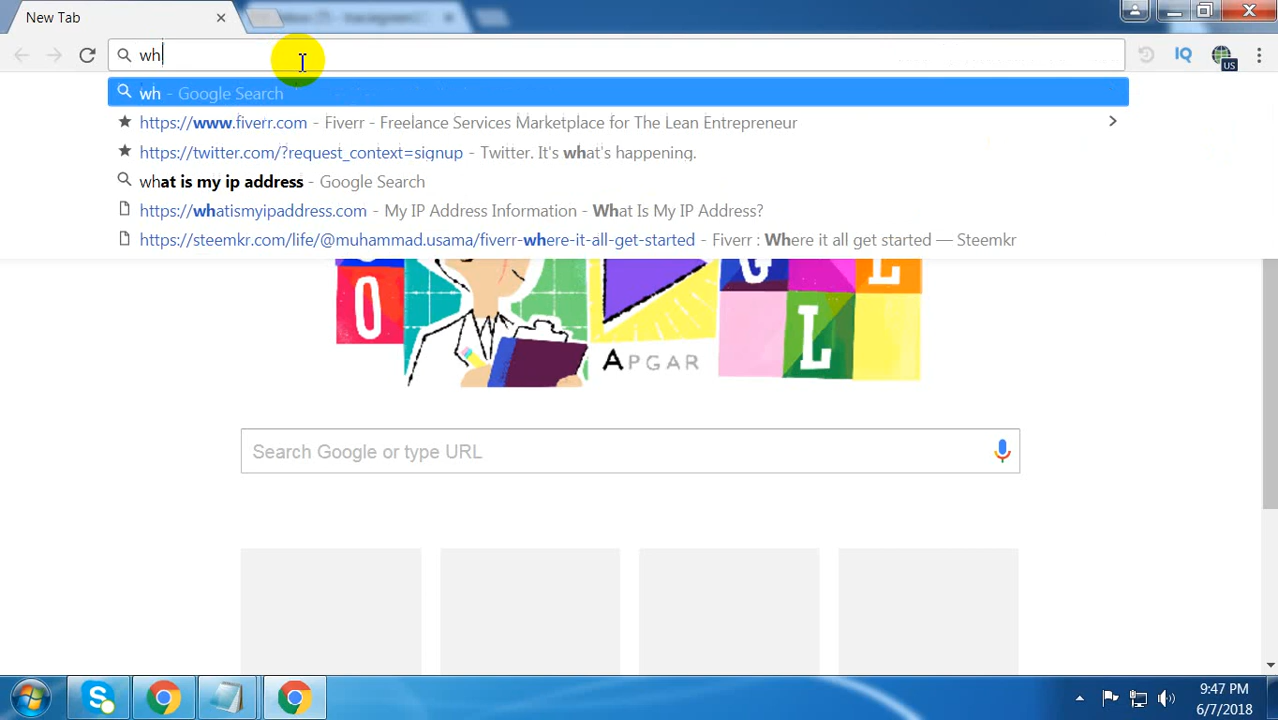 New Tab
wh
wh - Google Search
https://www.fiverr.com - Fiverr - Freelance Services Marketplace for The Lean Entrepreneur
https://twitter.com/?request_context=signup - Twitter. It's what's happening.
what is my ip address - Google Search
https://whatismyipaddress.com - My IP Address Information - What Is My IP Address?
https://steemkr.com/life/@muhammad.usama/fiverr-where-it-all-get-started - Fiverr : Where it all get started — Steemkr
IQ
US
APGAR
L
Search Google or type URL
9:47 PM
6/7/2018